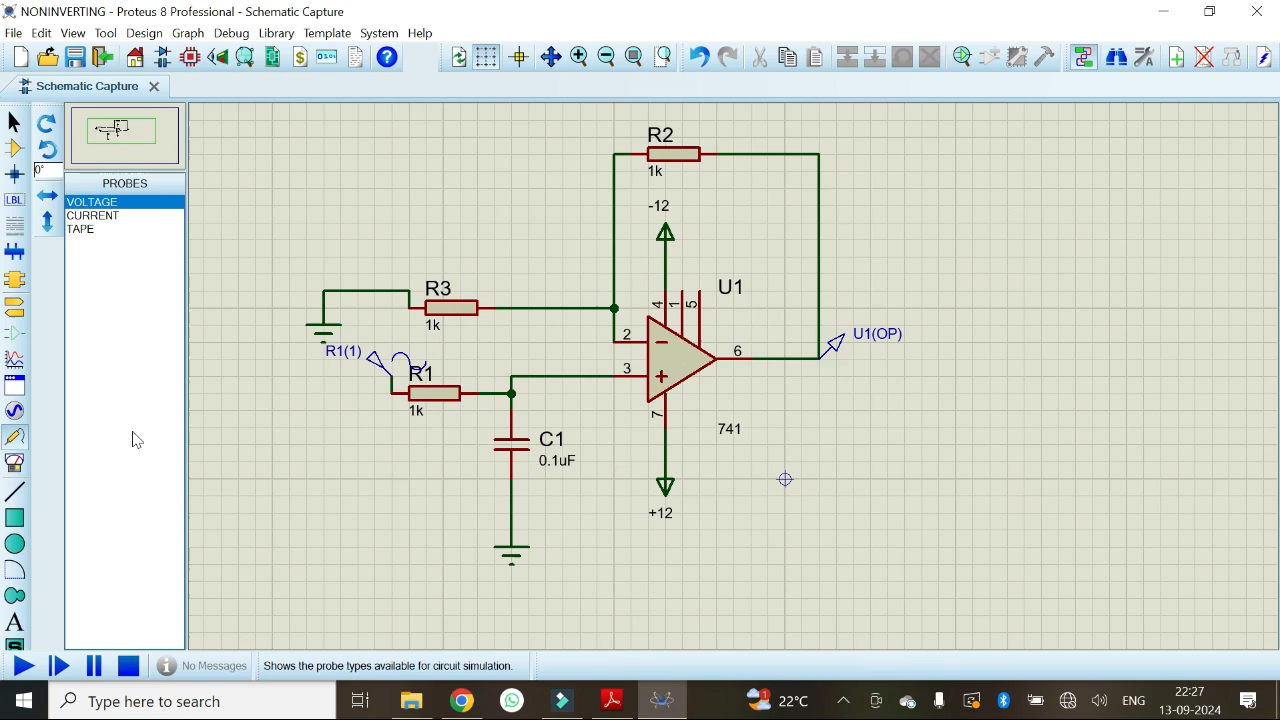 NONINVERTING - Proteus 8 Professional - Schematic Capture
File Edit View Tool Design Graph Debug Library Template System Help
Schematic Capture
0°
LBL
A
S
PROBES
VOLTAGE
CURRENT
TAPE
R2
1k
-12
R3
1k
U1
4
1
5
2
3
6
7
U1(OP)
R1(1)
R1
1k
741
C1
0.1uF
+12
No Messages
Shows the probe types available for circuit simulation.
Type here to search
1
22°C
ENG
22:27
13-09-2024